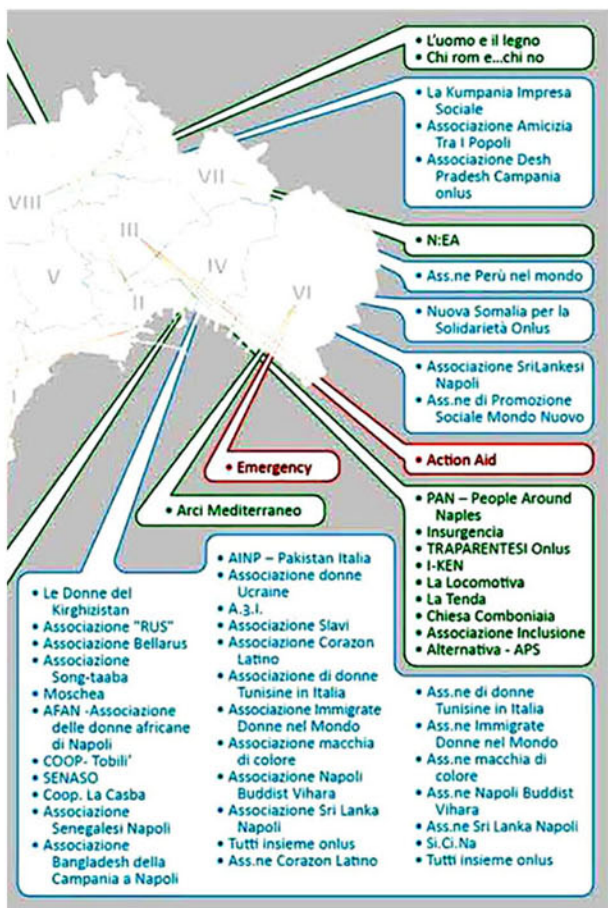 • L'uomo e il legno
• Chi rom e...chi no
• La Kumpania Impresa
Sociale
• Associazione Amicizia
Tra I Popoli
• Associazione Desh
Pradesh Campania
onlus
VII
VIII
III
• N:EA
IV
V
• Ass.ne Perù nel mondo
VI
II
• Nuova Somalia per la
Solidarietà Onlus
• Associazione SriLankesi
Napoli
• Ass.ne di Promozione
Sociale Mondo Nuovo
I
• Emergency
• Action Aid
• Arci Mediterraneo
• PAN – People Around
Naples
• Insurgencia
• TRAPARENTESI Onlus
• I-KEN
• La Locomotiva
• La Tenda
• Chiesa Comboniaia
• Associazione Inclusione
• Alternativa - APS
• Le Donne del
Kirghizistan
• Associazione "RUS"
• Associazione Bellarus
• Associazione
Song-taaba
• Moschea
• AFAN -Associazione
delle donne africane
di Napoli
• COOP- Tobili'
• SENASO
• Coop. La Casba
• Associazione
Senegalesi Napoli
• Associazione
Bangladesh della
Campania a Napoli
• AINP – Pakistan Italia
• Associazione donne
Ucraine
• A.3.I.
• Associazione Slavi
• Associazione Corazon
Latino
• Associazione di donne
Tunisine in Italia
• Associazione Immigrate
Donne nel Mondo
• Associazione macchia
di colore
• Associazione Napoli
Buddist Vihara
• Associazione Sri Lanka
Napoli
• Tutti insieme onlus
• Ass.ne Corazon Latino
• Ass.ne di donne
Tunisine in Italia
• Ass.ne Immigrate
Donne nel Mondo
• Ass.ne macchia di
colore
• Ass.ne Napoli Buddist
Vihara
• Ass.ne Sri Lanka Napoli
• Si.Ci.Na
• Tutti insieme onlus